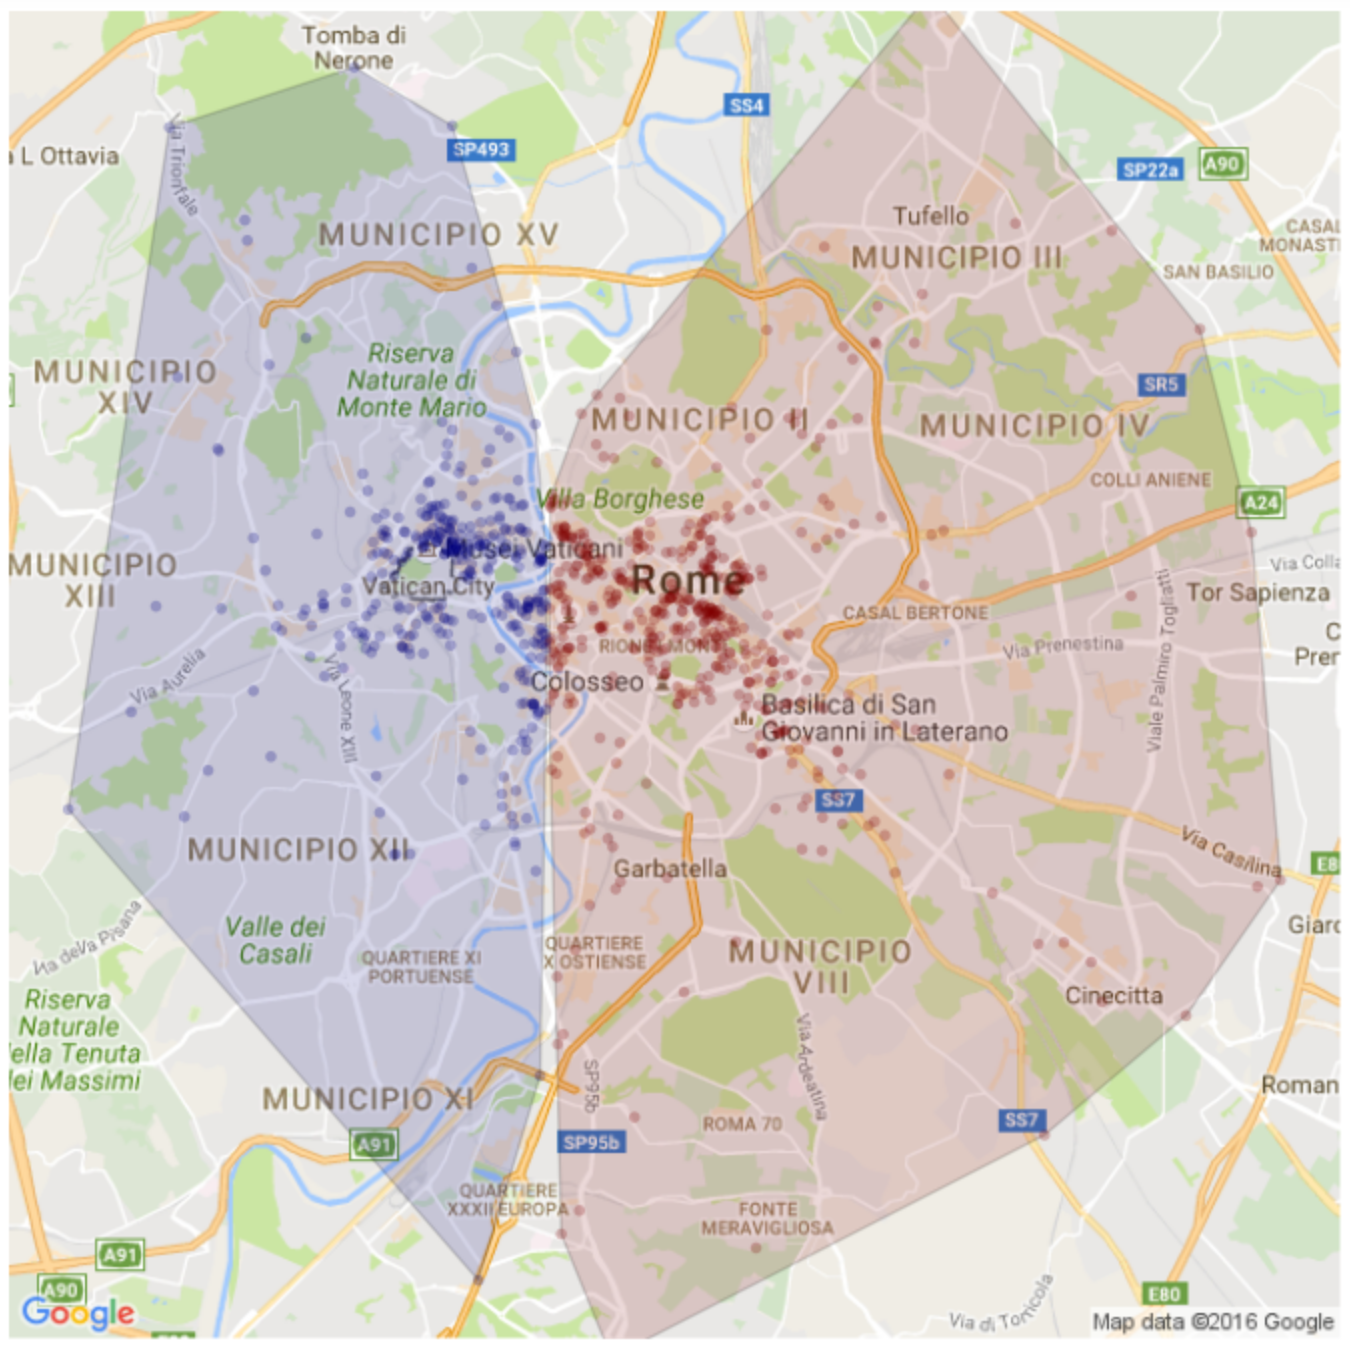 Tomba di
Nerone
SS4
a L Ottavia
Via Trionfale
SP493
SP22a
A90
Tufello
CASAL
MONAST
MUNICIPIO XV
MUNICIPIO III
SAN BASILIO
MUNICIPIO
XIV
Riserva
Naturale di
Monte Mario
SR5
MUNICIPIO II
MUNICIPIO IV
COLLI ANIENE
Villa Borghese
A24
Musei Vaticani
MUNICIPIO
XIII
Vatican City
Rome
Via Colla
Tor Sapienza
CASAL BERTONE
RIONE I MONTI
Via Prenestina
C
Pren
Via Aurelia
Via Leone XIII
Colosseo
Viale Palmiro Togliatti
Basilica di San
Giovanni in Laterano
SS7
MUNICIPIO XII
Via Casilina
E8
Garbatella
Valle dei
Casali
Giard
QUARTIERE XI
PORTUENSE
QUARTIERE
X OSTIENSE
MUNICIPIO
VIII
Via della Pisana
Riserva
Naturale
ella Tenuta
dei Massimi
Cinecitta
Via Ardeatina
SP95b
MUNICIPIO XI
Roman
A91
SP95b
ROMA 70
SS7
QUARTIERE
XXXII EUROPA
FONTE
MERAVIGLIOSA
A91
A90
E80
Google
Via di Torricola
Map data ©2016 Google